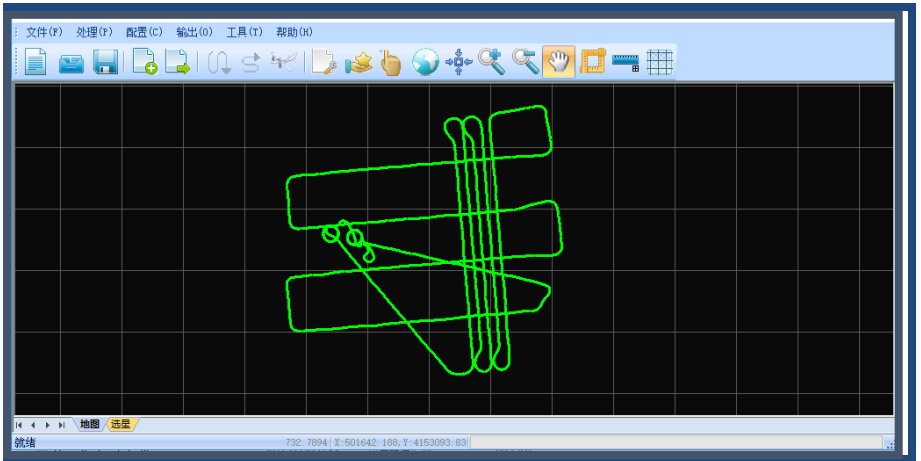 文件(F) 处理(P) 配置(C) 输出(O) 工具(T) 帮助(H)
地图 选星
就绪 732.7894 X:501642.188,Y:4153093.83